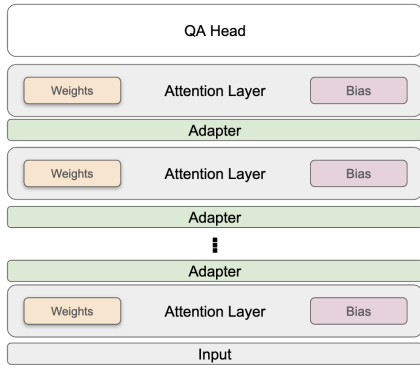 QA Head
Weights Attention Layer Bias
Adapter
Weights Attention Layer Bias
Adapter
Adapter
Weights Attention Layer Bias
Input